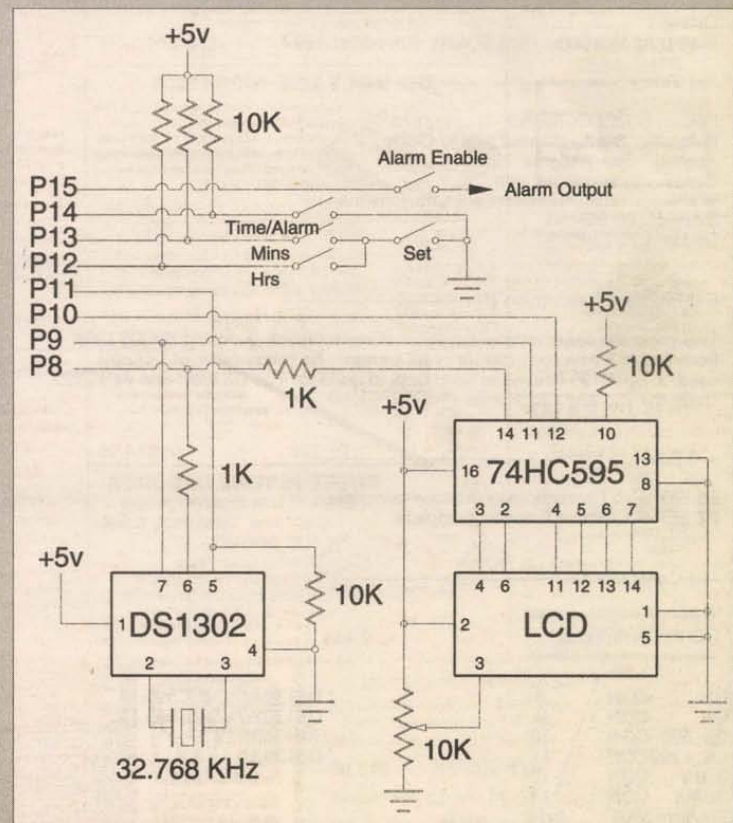 +5v
10K
Alarm Enable
P15
Alarm Output
P14
Time/Alarm
P13
Mins
Set
P12
Hrs
P11
P10
+5v
P9
P8
10K
1K
+5v
14 11 12 10
13
16 74HC595
8
1K
3 2 4 5 6 7
+5v
7 6 5
4 6 11 12 13 14
10K
1
1 DS1302
2 LCD
5
4
2 3
3
10K
32.768 KHz